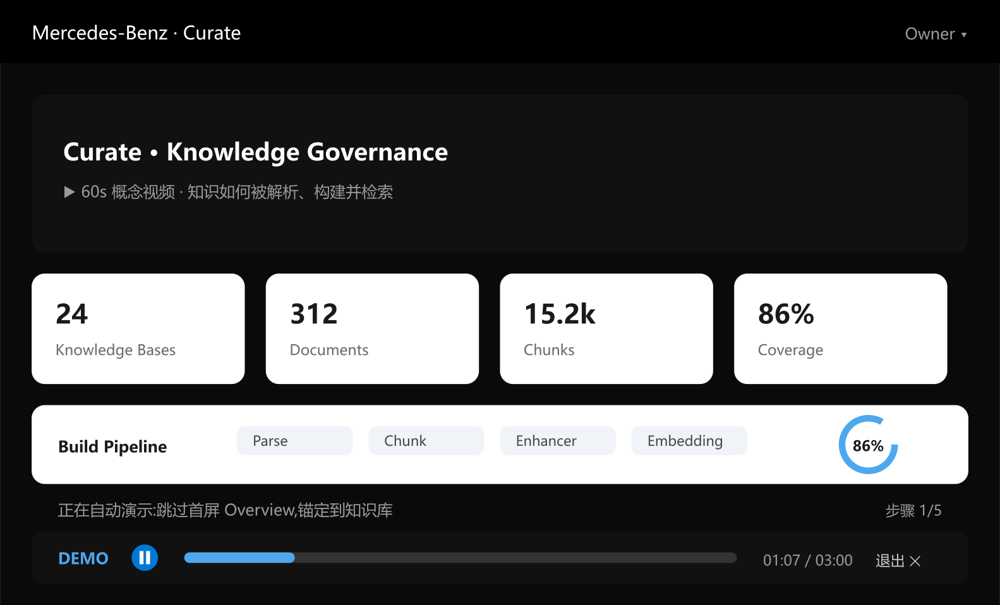 Mercedes-Benz · Curate
Owner ▾
Curate • Knowledge Governance
▶ 60s 概念视频 · 知识如何被解析、构建并检索
24
Knowledge Bases
312
Documents
15.2k
Chunks
86%
Coverage
Build Pipeline
Parse
Chunk
Enhancer
Embedding
86%
正在自动演示:跳过首屏 Overview,锚定到知识库
步骤 1/5
DEMO
01:07 / 03:00
退出 ×